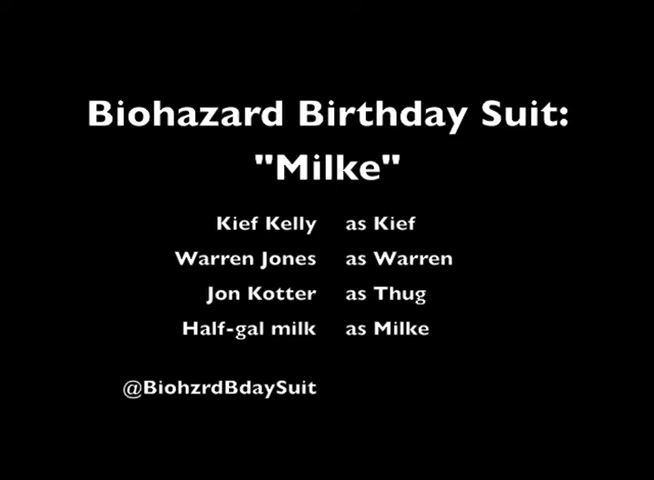 Biohazard Birthday Suit:
"Milke"
Kief Kelly as Kief
Warren Jones as Warren
Jon Kotter as Thug
Half-gal milk as Milke
@BiohzrdBdaySuit